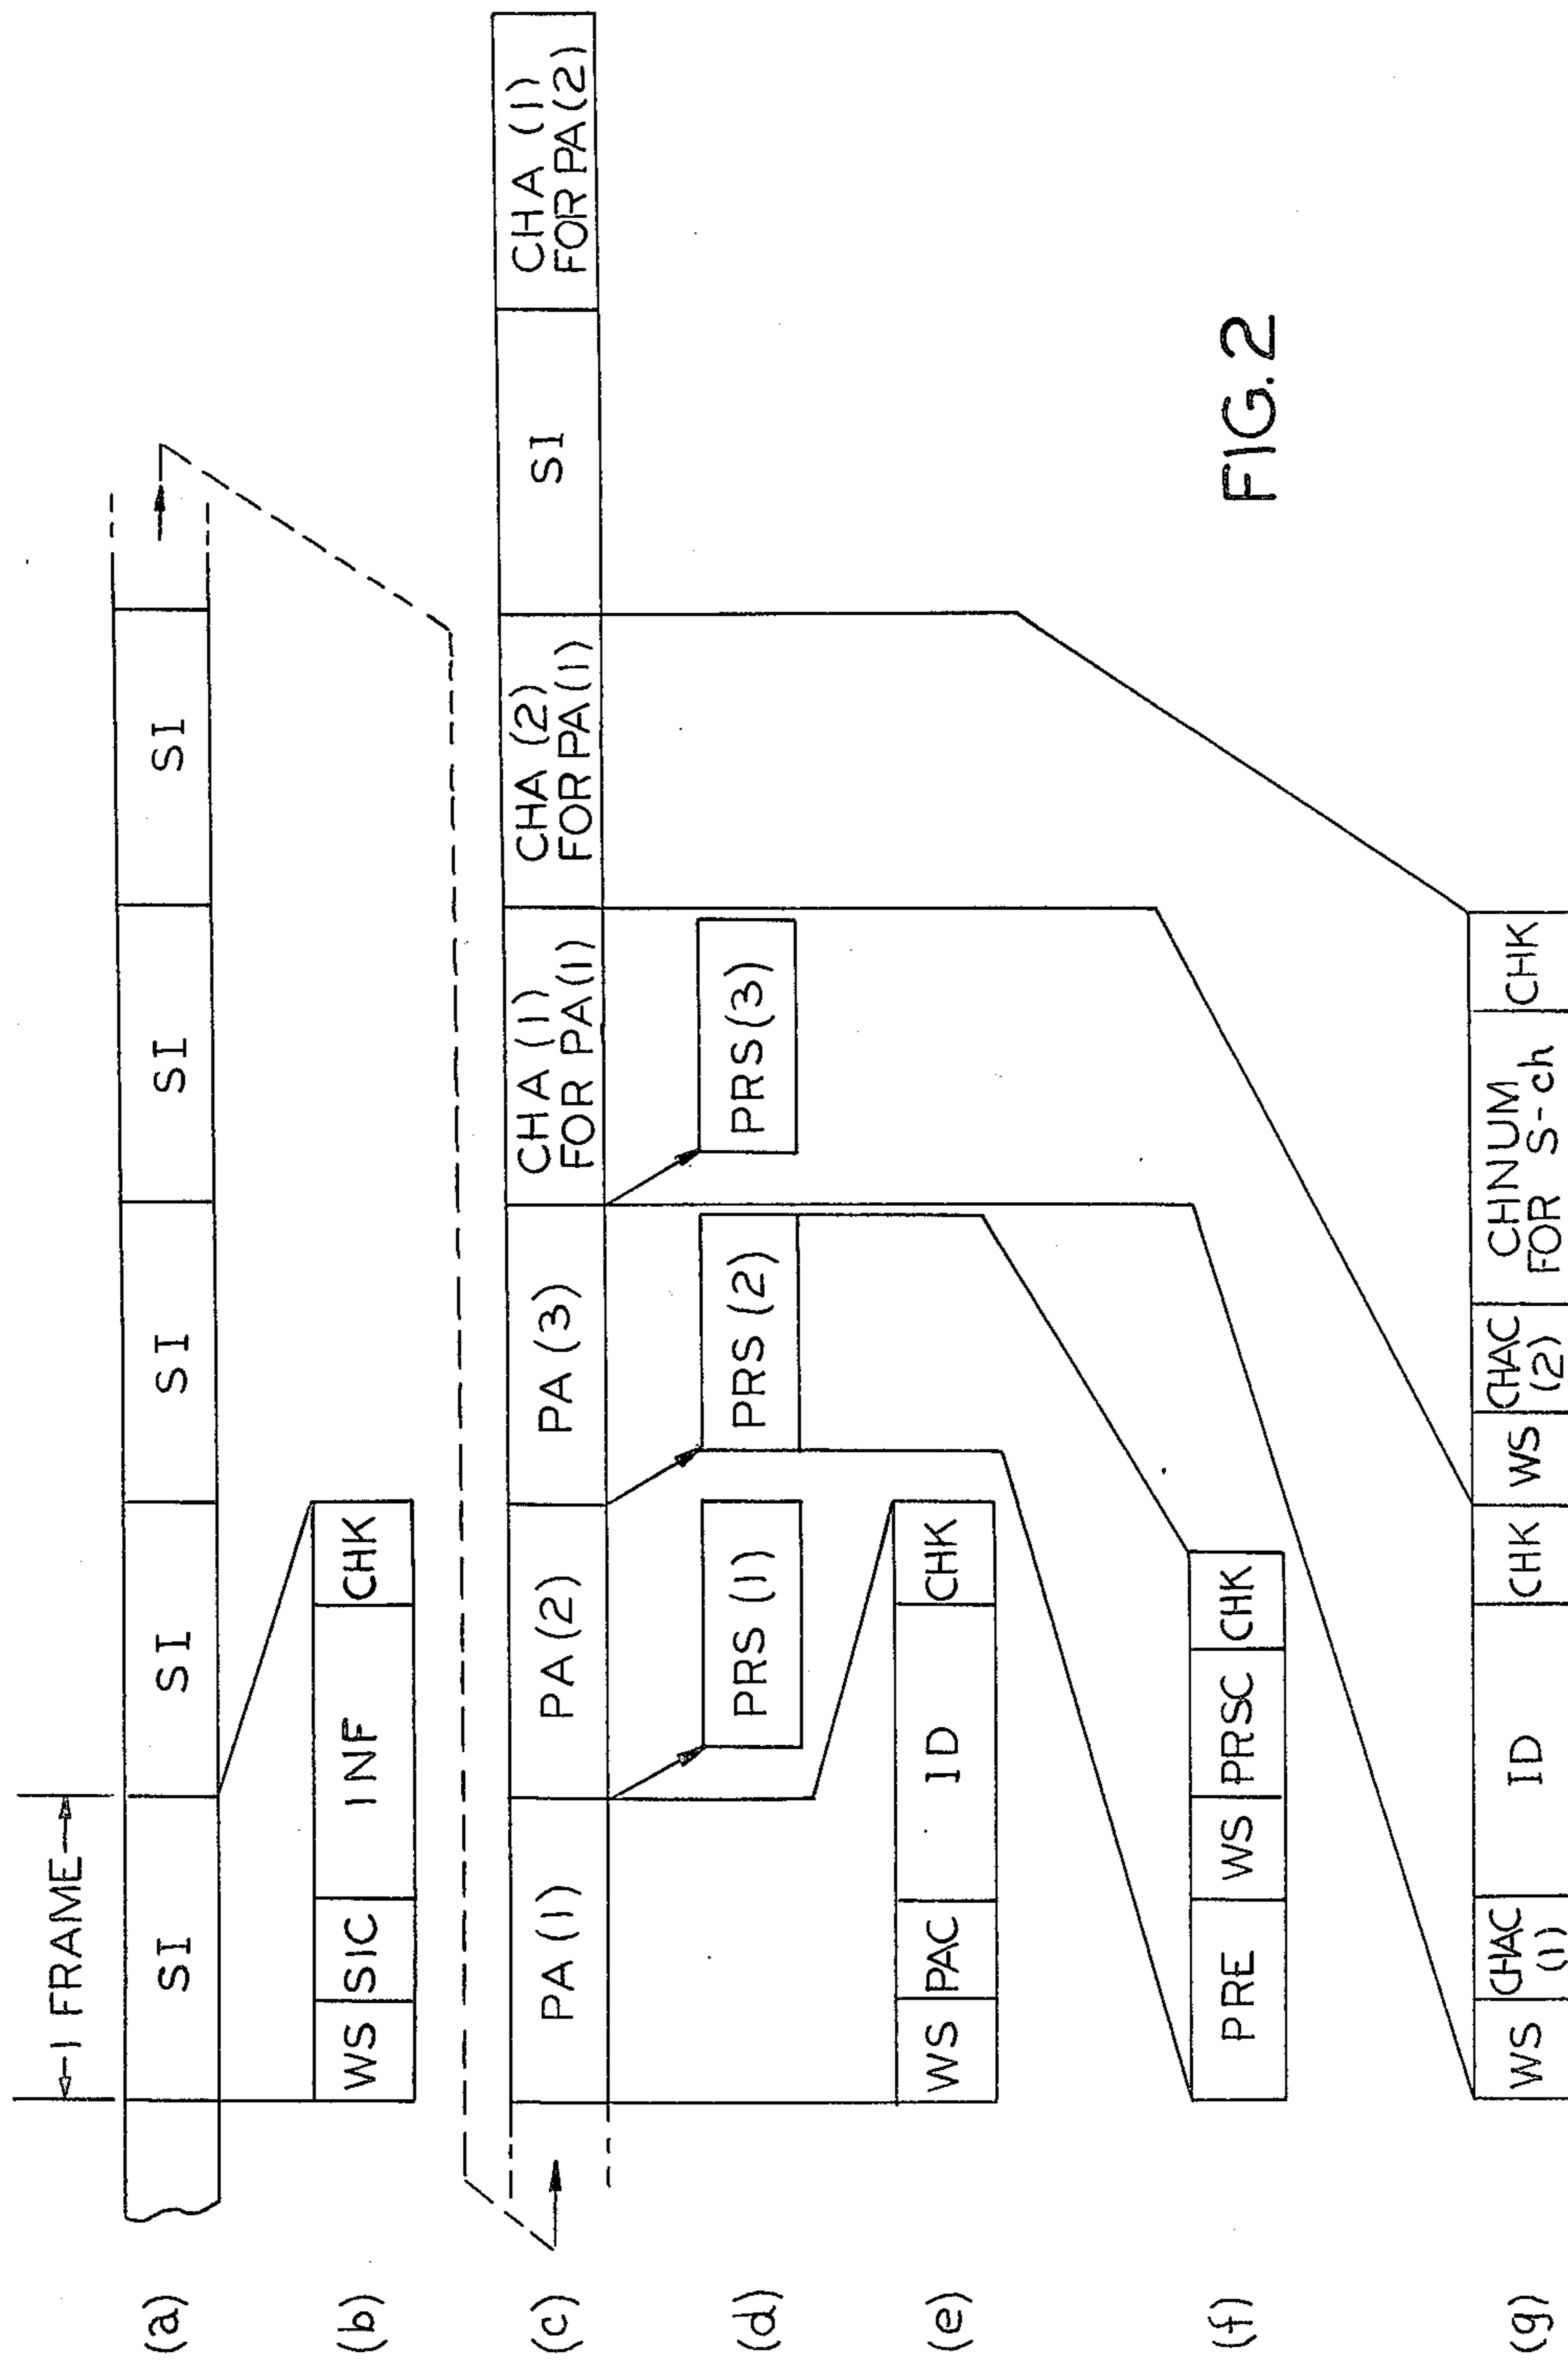 (a)
1 FRAME
SI
SI
SI
SI
SI
(b)
WS
SIC
INF
CHK
(c)
PA (1)
PA (2)
PA (3)
CHA (1)
FOR PA (1)
CHA (2)
FOR PA (1)
SI
CHA (1)
FOR PA (2)
(d)
PRS (1)
PRS (2)
PRS (3)
(e)
WS
PAC
ID
CHK
(f)
PRE
WS
PRSC
CHK
(g)
WS
CHAC
(1)
ID
CHK
WS
CHAC
(2)
CHNUM
FOR S-ch
CHK
FIG. 2